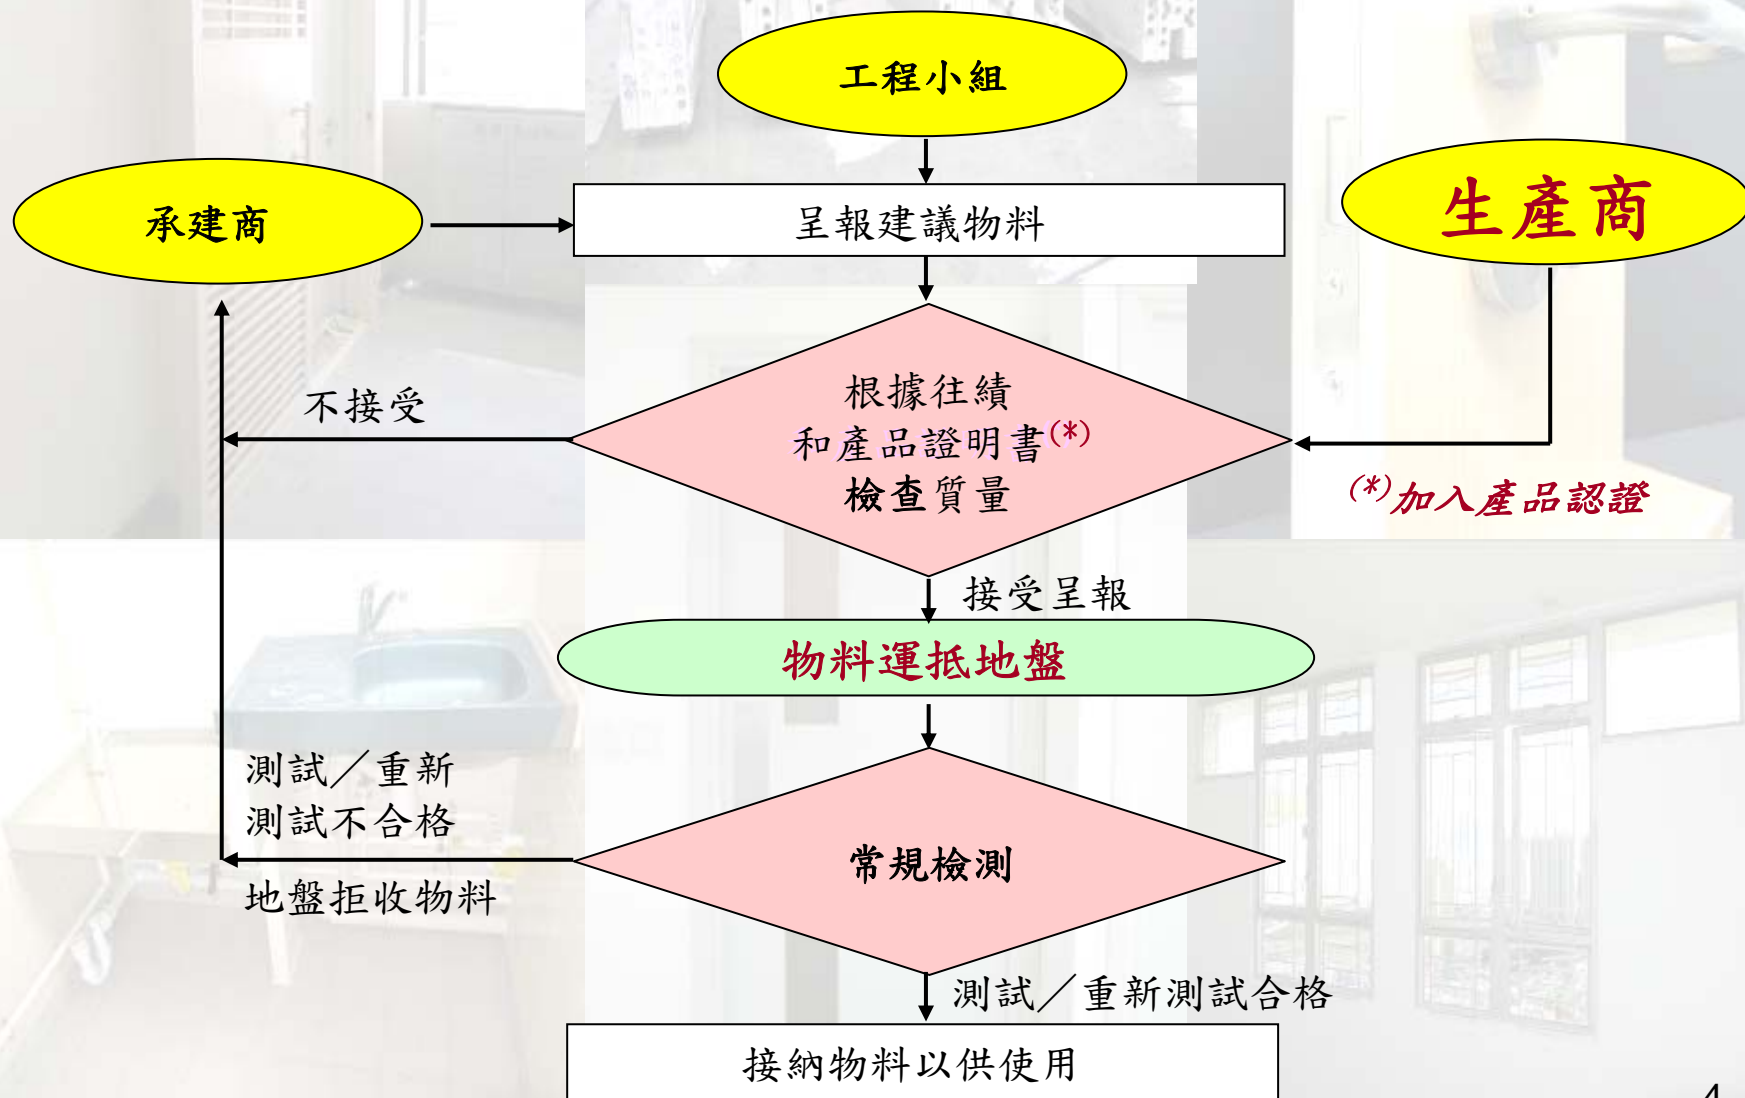 工程小組
承建商
呈報建議物料
生產商
不接受
根據往績
和產品證明書(*)
檢查質量
(*)加入產品認證
接受呈報
物料運抵地盤
測試／重新
測試不合格
地盤拒收物料
常規檢測
測試／重新測試合格
接納物料以供使用
4